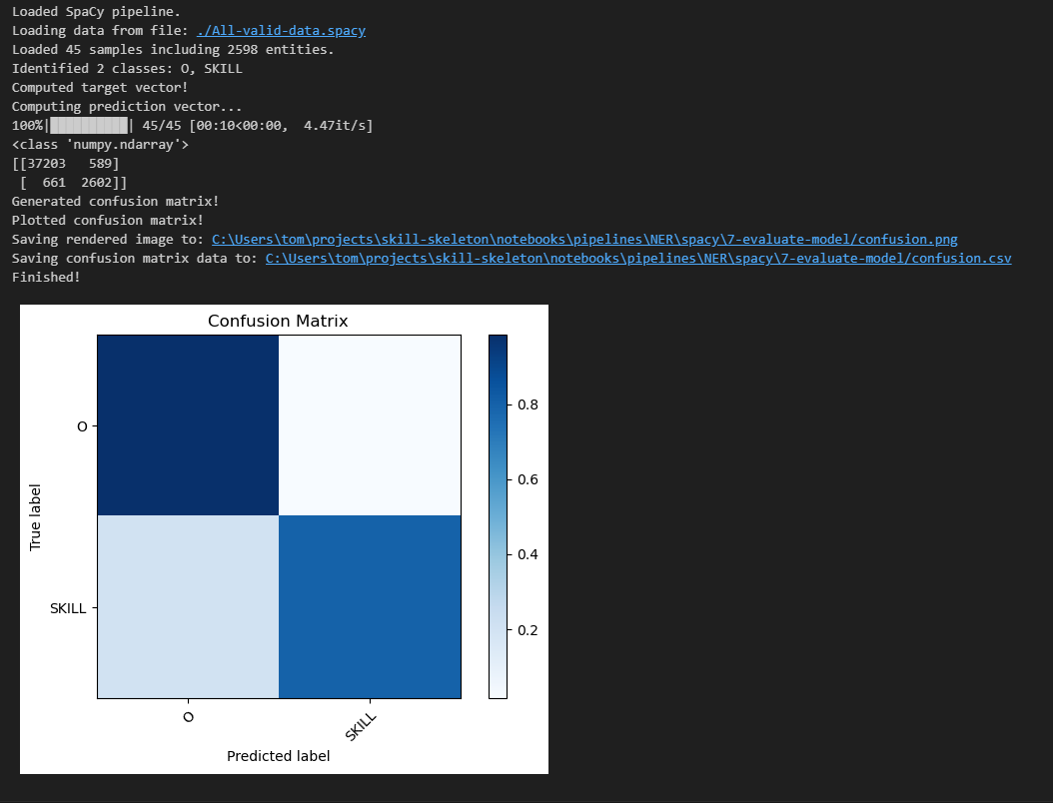 Loaded SpaCy pipeline.
Loading data from file: ./All-valid-data.spacy
Loaded 45 samples including 2598 entities.
Identified 2 classes: O, SKILL
Computed target vector!
Computing prediction vector...
100%|██████████| 45/45 [00:10<00:00,  4.47it/s]
<class 'numpy.ndarray'>
[[37203   589]
 [  661  2602]]
Generated confusion matrix!
Plotted confusion matrix!
Saving rendered image to: C:\Users\tom\projects\skill-skeleton\notebooks\pipelines\NER\spacy\7-evaluate-model/confusion.png
Saving confusion matrix data to: C:\Users\tom\projects\skill-skeleton\notebooks\pipelines\NER\spacy\7-evaluate-model/confusion.csv
Finished!
Confusion Matrix
O
SKILL
True label
O
SKILL
Predicted label
0.8
0.6
0.4
0.2